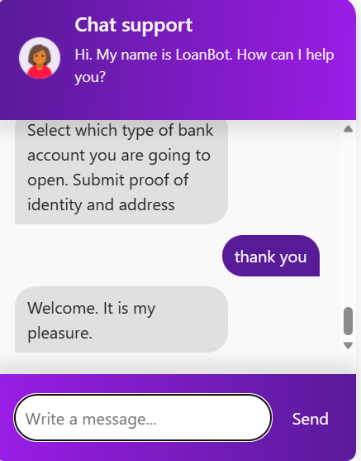 Chat support
Hi. My name is LoanBot. How can I help
you?
Select which type of bank
account you are going to
open. Submit proof of
identity and address
thank you
Welcome. It is my
pleasure.
Write a message...
Send